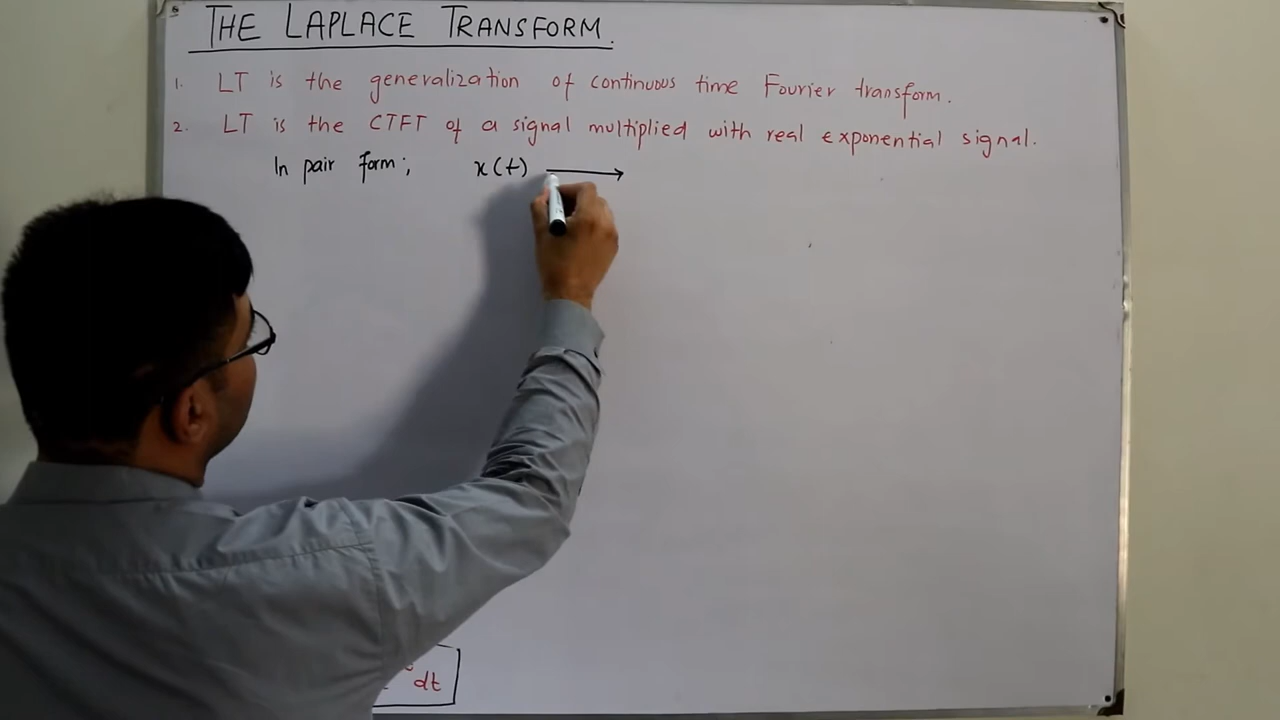 THE LAPLACE TRANSFORM.
1. LT is the generalization of continuous time Fourier transform.
2. LT is the CTFT of a signal multiplied with real exponential signal.
In pair form; x(t) ⟶
dt